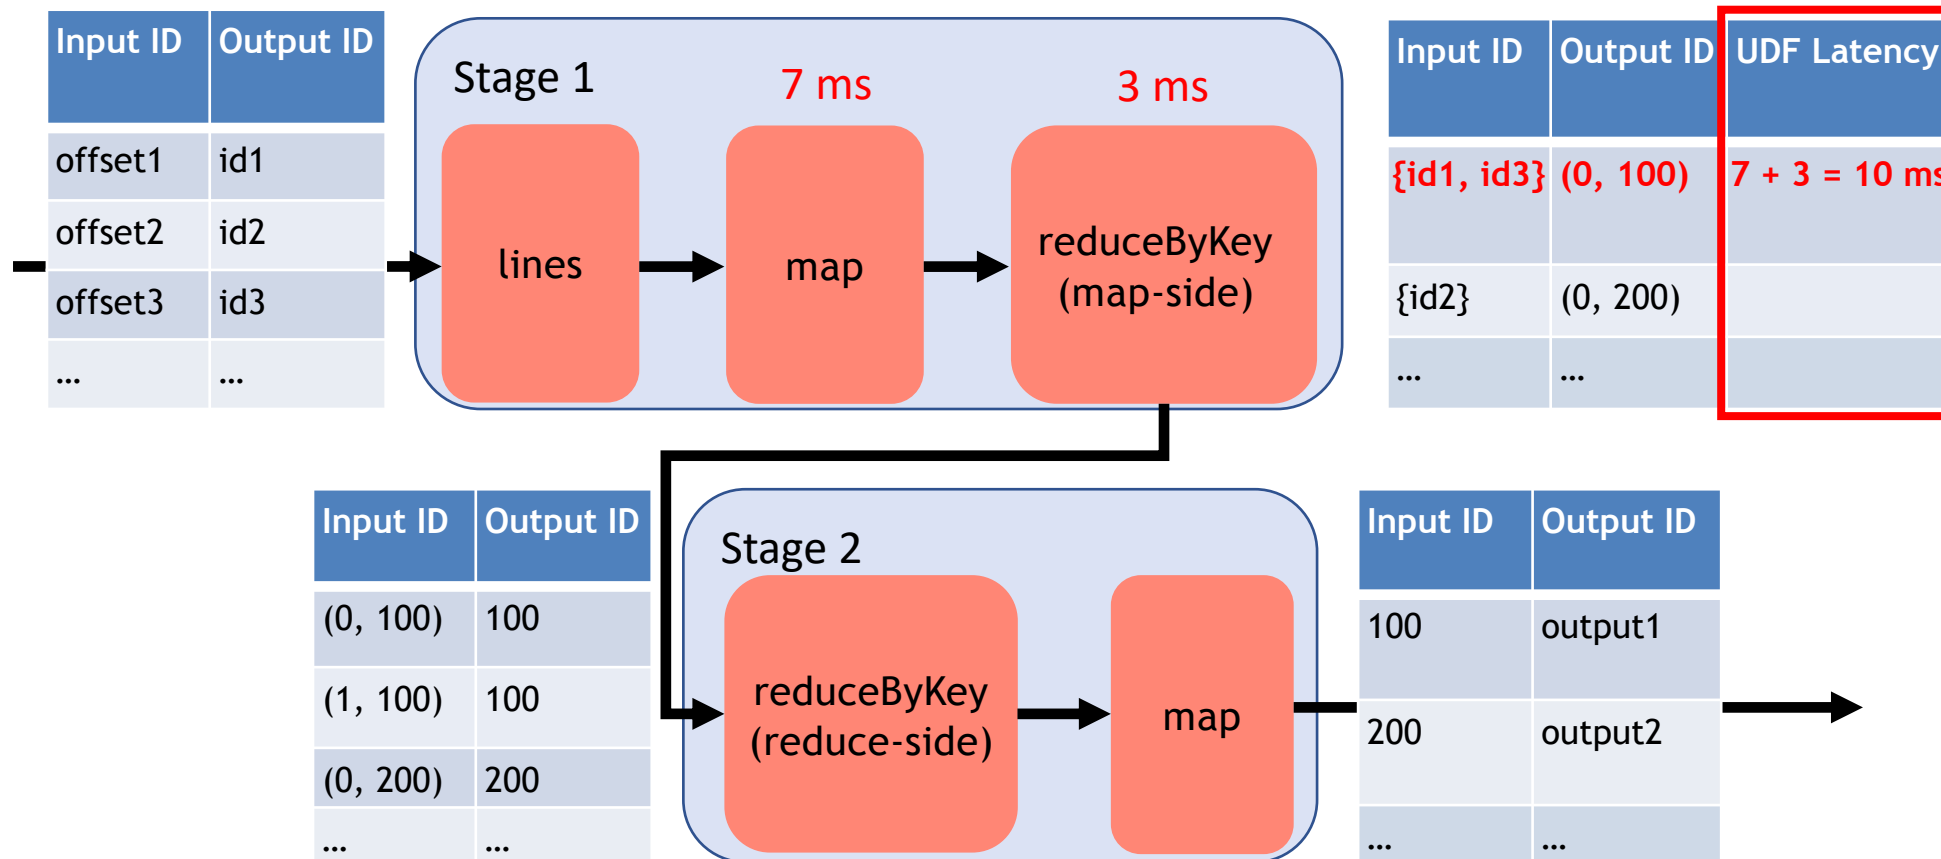 Input ID Output ID
offset1 id1
offset2 id2
offset3 id3
... ...
Stage 1
7 ms
3 ms
lines
map
reduceByKey
(map-side)
Input ID Output ID UDF Latency
{id1, id3} (0, 100) 7 + 3 = 10 ms
{id2} (0, 200)
... ...
Input ID Output ID
(0, 100) 100
(1, 100) 100
(0, 200) 200
... ...
Stage 2
reduceByKey
(reduce-side)
map
Input ID Output ID
100 output1
200 output2
... ...